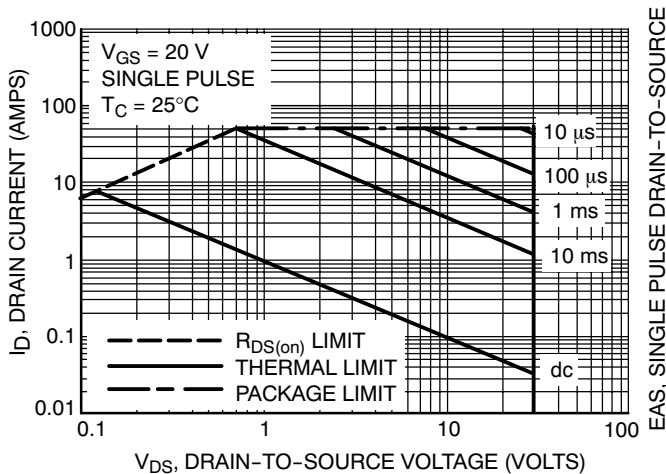 1000
100
10
1
0.1
0.01
I_D, DRAIN CURRENT (AMPS)
V_GS = 20 V
SINGLE PULSE
T_C = 25°C
10 μs
100 μs
1 ms
10 ms
dc
R_DS(on) LIMIT
THERMAL LIMIT
PACKAGE LIMIT
0.1
1
10
100
V_DS, DRAIN−TO−SOURCE VOLTAGE (VOLTS)
EAS, SINGLE PULSE DRAIN−TO−SOURCE